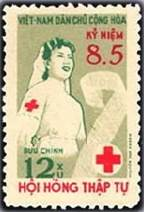 VIỆT-NAM DÂN CHỦ CỘNG HÒA
KỶ NIỆM
8.5
BƯU CHÍNH
12 XU
HỘI HỒNG THẬP TỰ